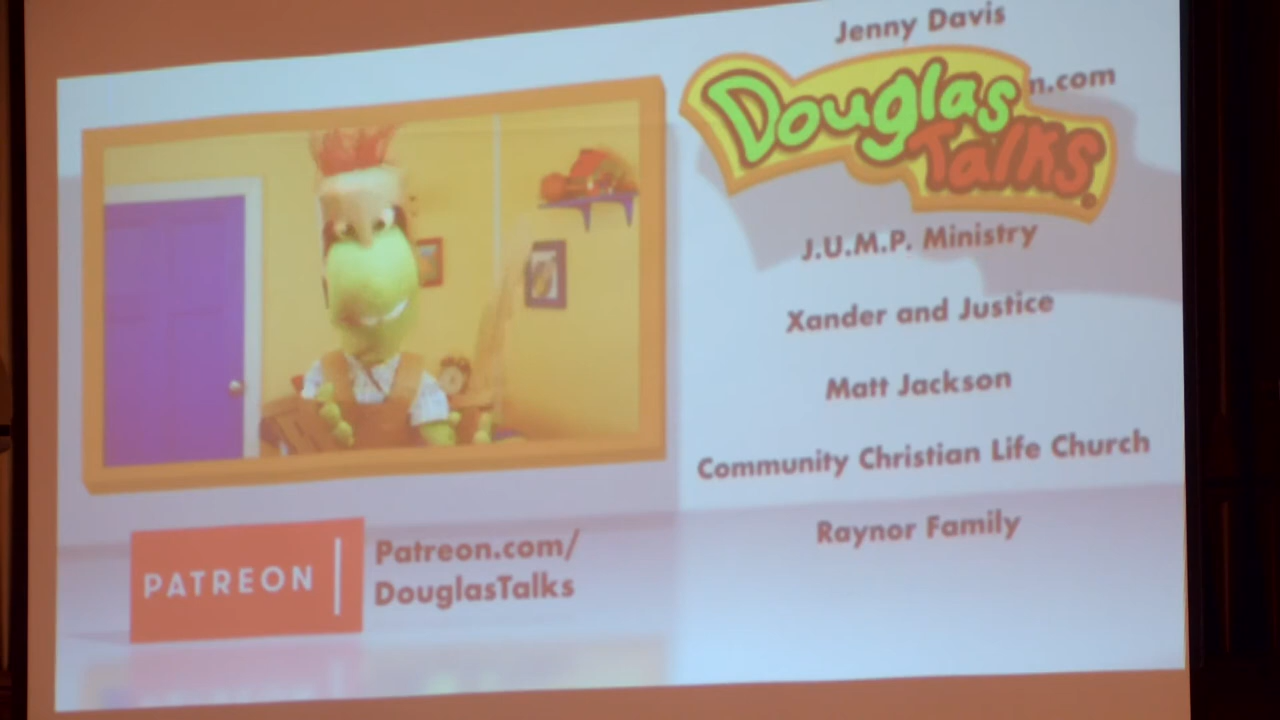 Jenny Davis
n.com
Douglas
Talks.
J.U.M.P. Ministry
Xander and Justice
Matt Jackson
Community Christian Life Church
Raynor Family
PATREON
Patreon.com/
DouglasTalks